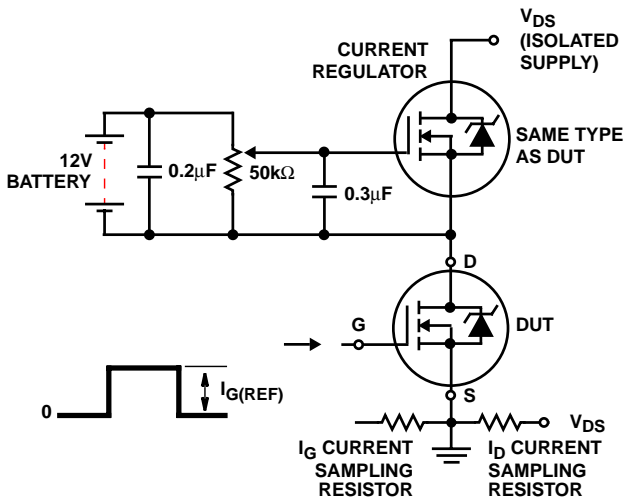 V_DS
(ISOLATED
SUPPLY)
CURRENT
REGULATOR
SAME TYPE
AS DUT
12V
BATTERY
0.2μF
50kΩ
0.3μF
D
DUT
G
S
I_G(REF)
0
V_DS
I_G CURRENT
SAMPLING
RESISTOR
I_D CURRENT
SAMPLING
RESISTOR